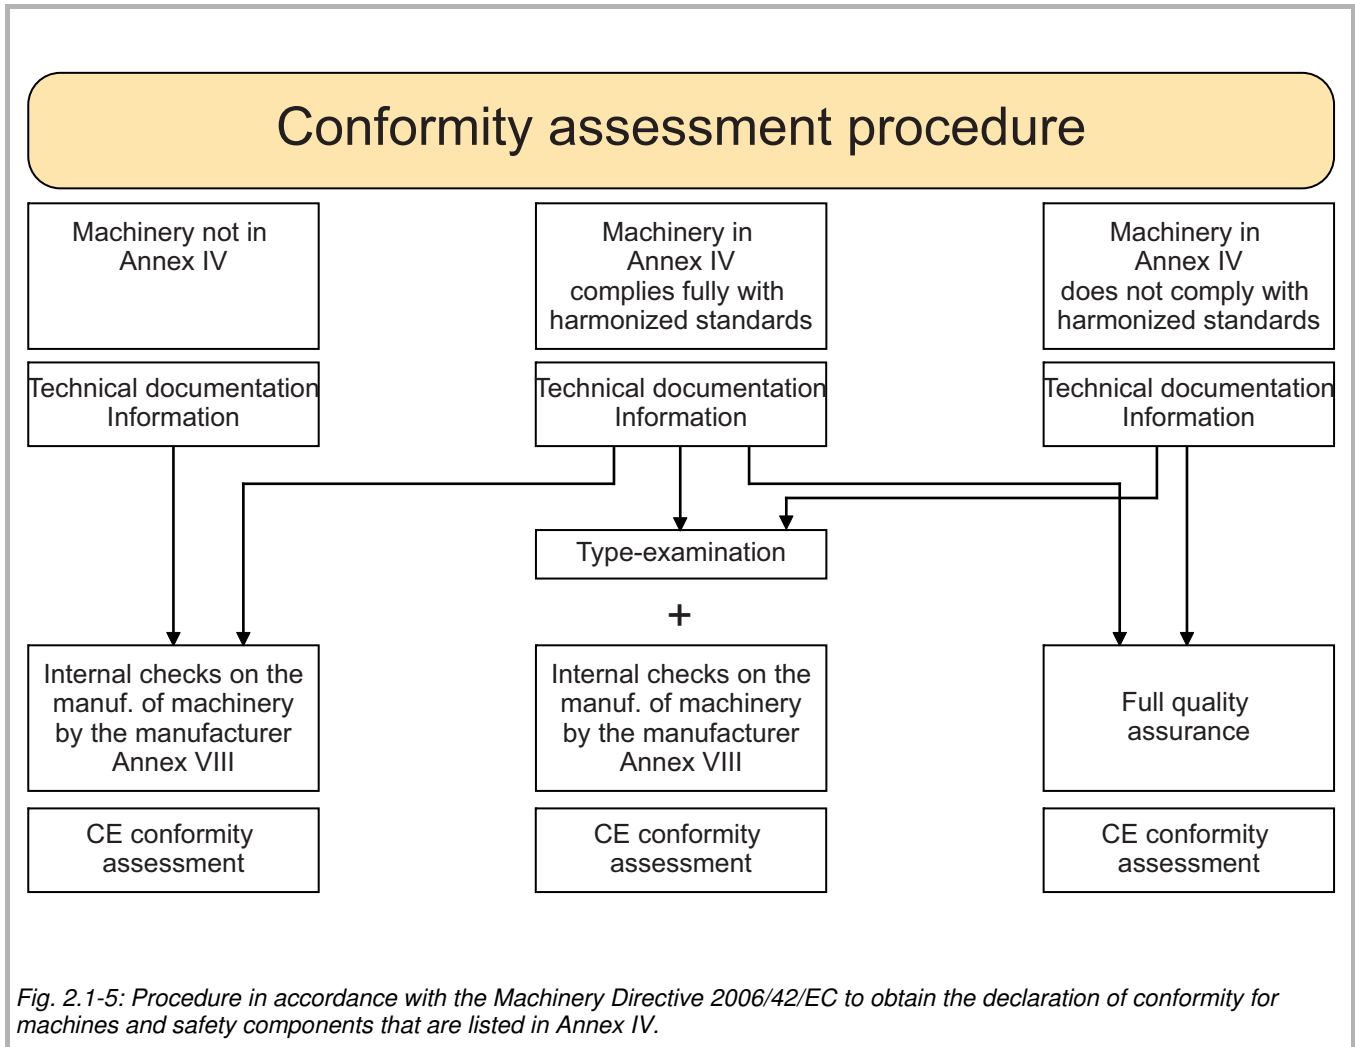 Conformity assessment procedure
Machinery not in
Annex IV
Machinery in
Annex IV
complies fully with
harmonized standards
Machinery in
Annex IV
does not comply with
harmonized standards
Technical documentation
Information
Technical documentation
Information
Technical documentation
Information
Type-examination
+
Internal checks on the
manuf. of machinery
by the manufacturer
Annex VIII
Internal checks on the
manuf. of machinery
by the manufacturer
Annex VIII
Full quality
assurance
CE conformity
assessment
CE conformity
assessment
CE conformity
assessment
Fig. 2.1-5: Procedure in accordance with the Machinery Directive 2006/42/EC to obtain the declaration of conformity for
machines and safety components that are listed in Annex IV.